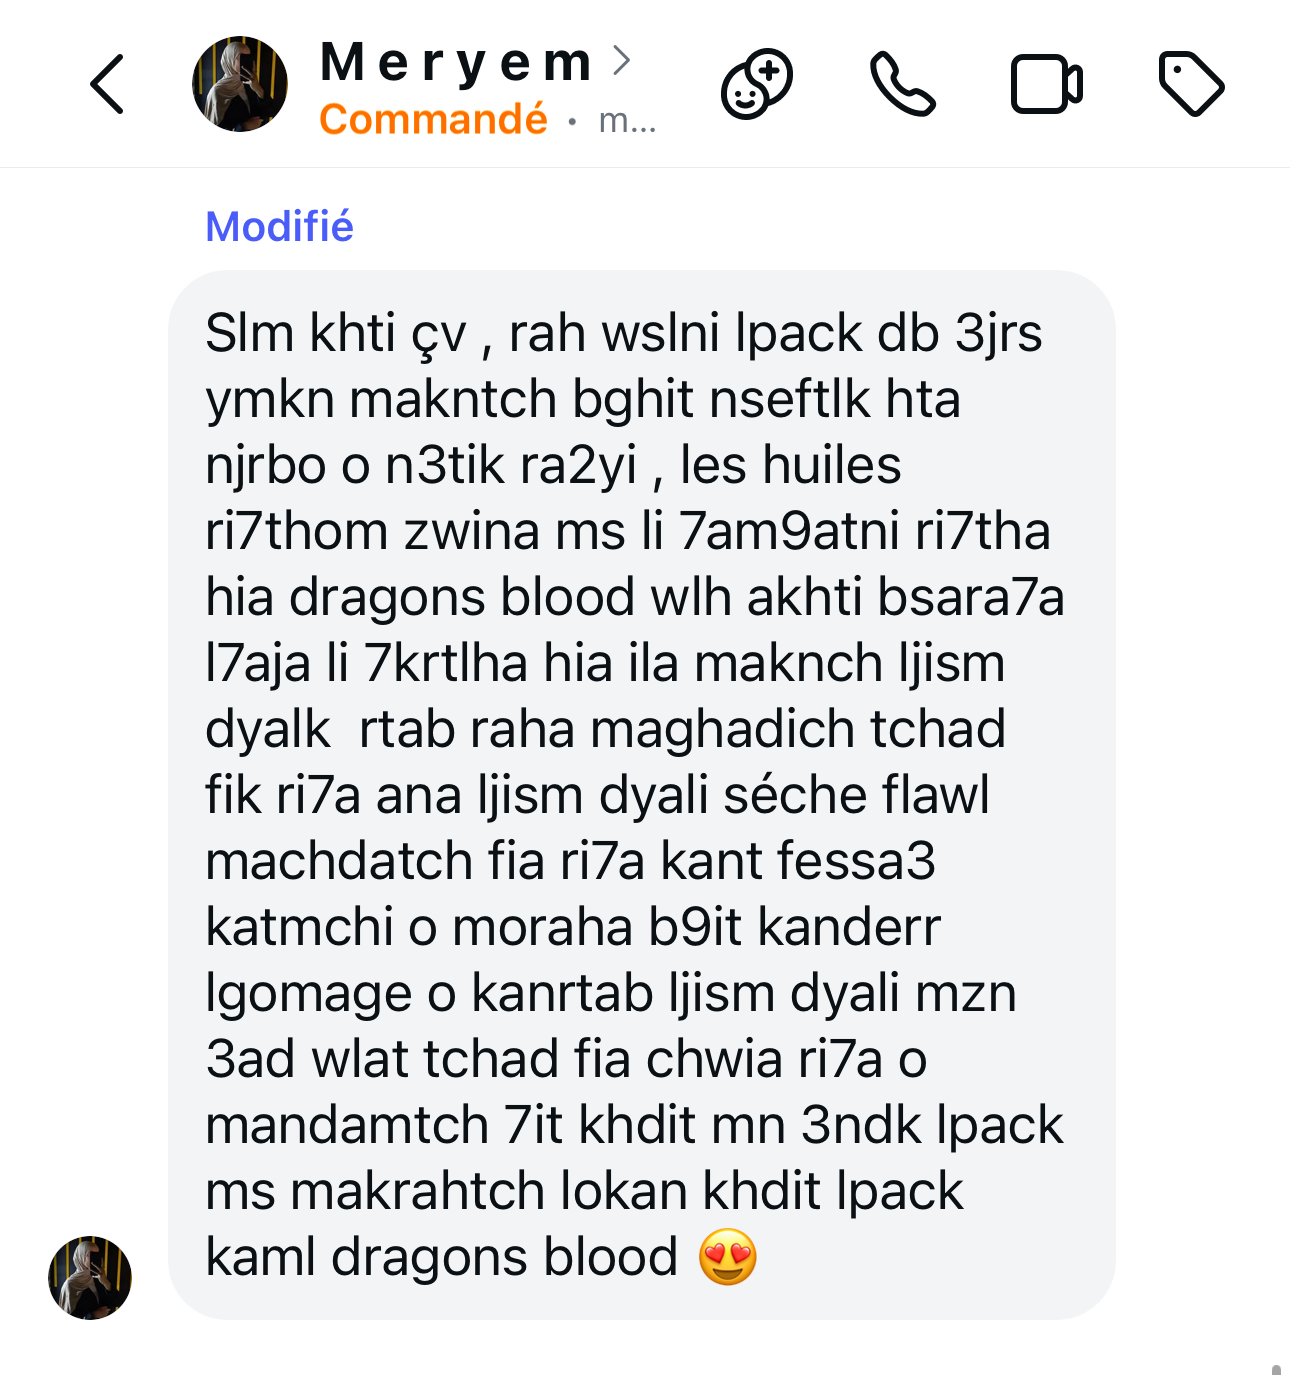 M e r y e m
Commandé • m...
Modifié
Slm khti çv , rah wslni lpack db 3jrs
ymkn makntch bghit nseftlk hta
njrbo o n3tik ra2yi , les huiles
ri7thom zwina ms li 7am9atni ri7tha
hia dragons blood wlh akhti bsara7a
l7aja li 7krtlha hia ila maknch ljism
dyalk  rtab raha maghadich tchad
fik ri7a ana ljism dyali séche flawl
machdatch fia ri7a kant fessa3
katmchi o moraha b9it kanderr
lgomage o kanrtab ljism dyali mzn
3ad wlat tchad fia chwia ri7a o
mandamtch 7it khdit mn 3ndk lpack
ms makrahtch lokan khdit lpack
kaml dragons blood 😍